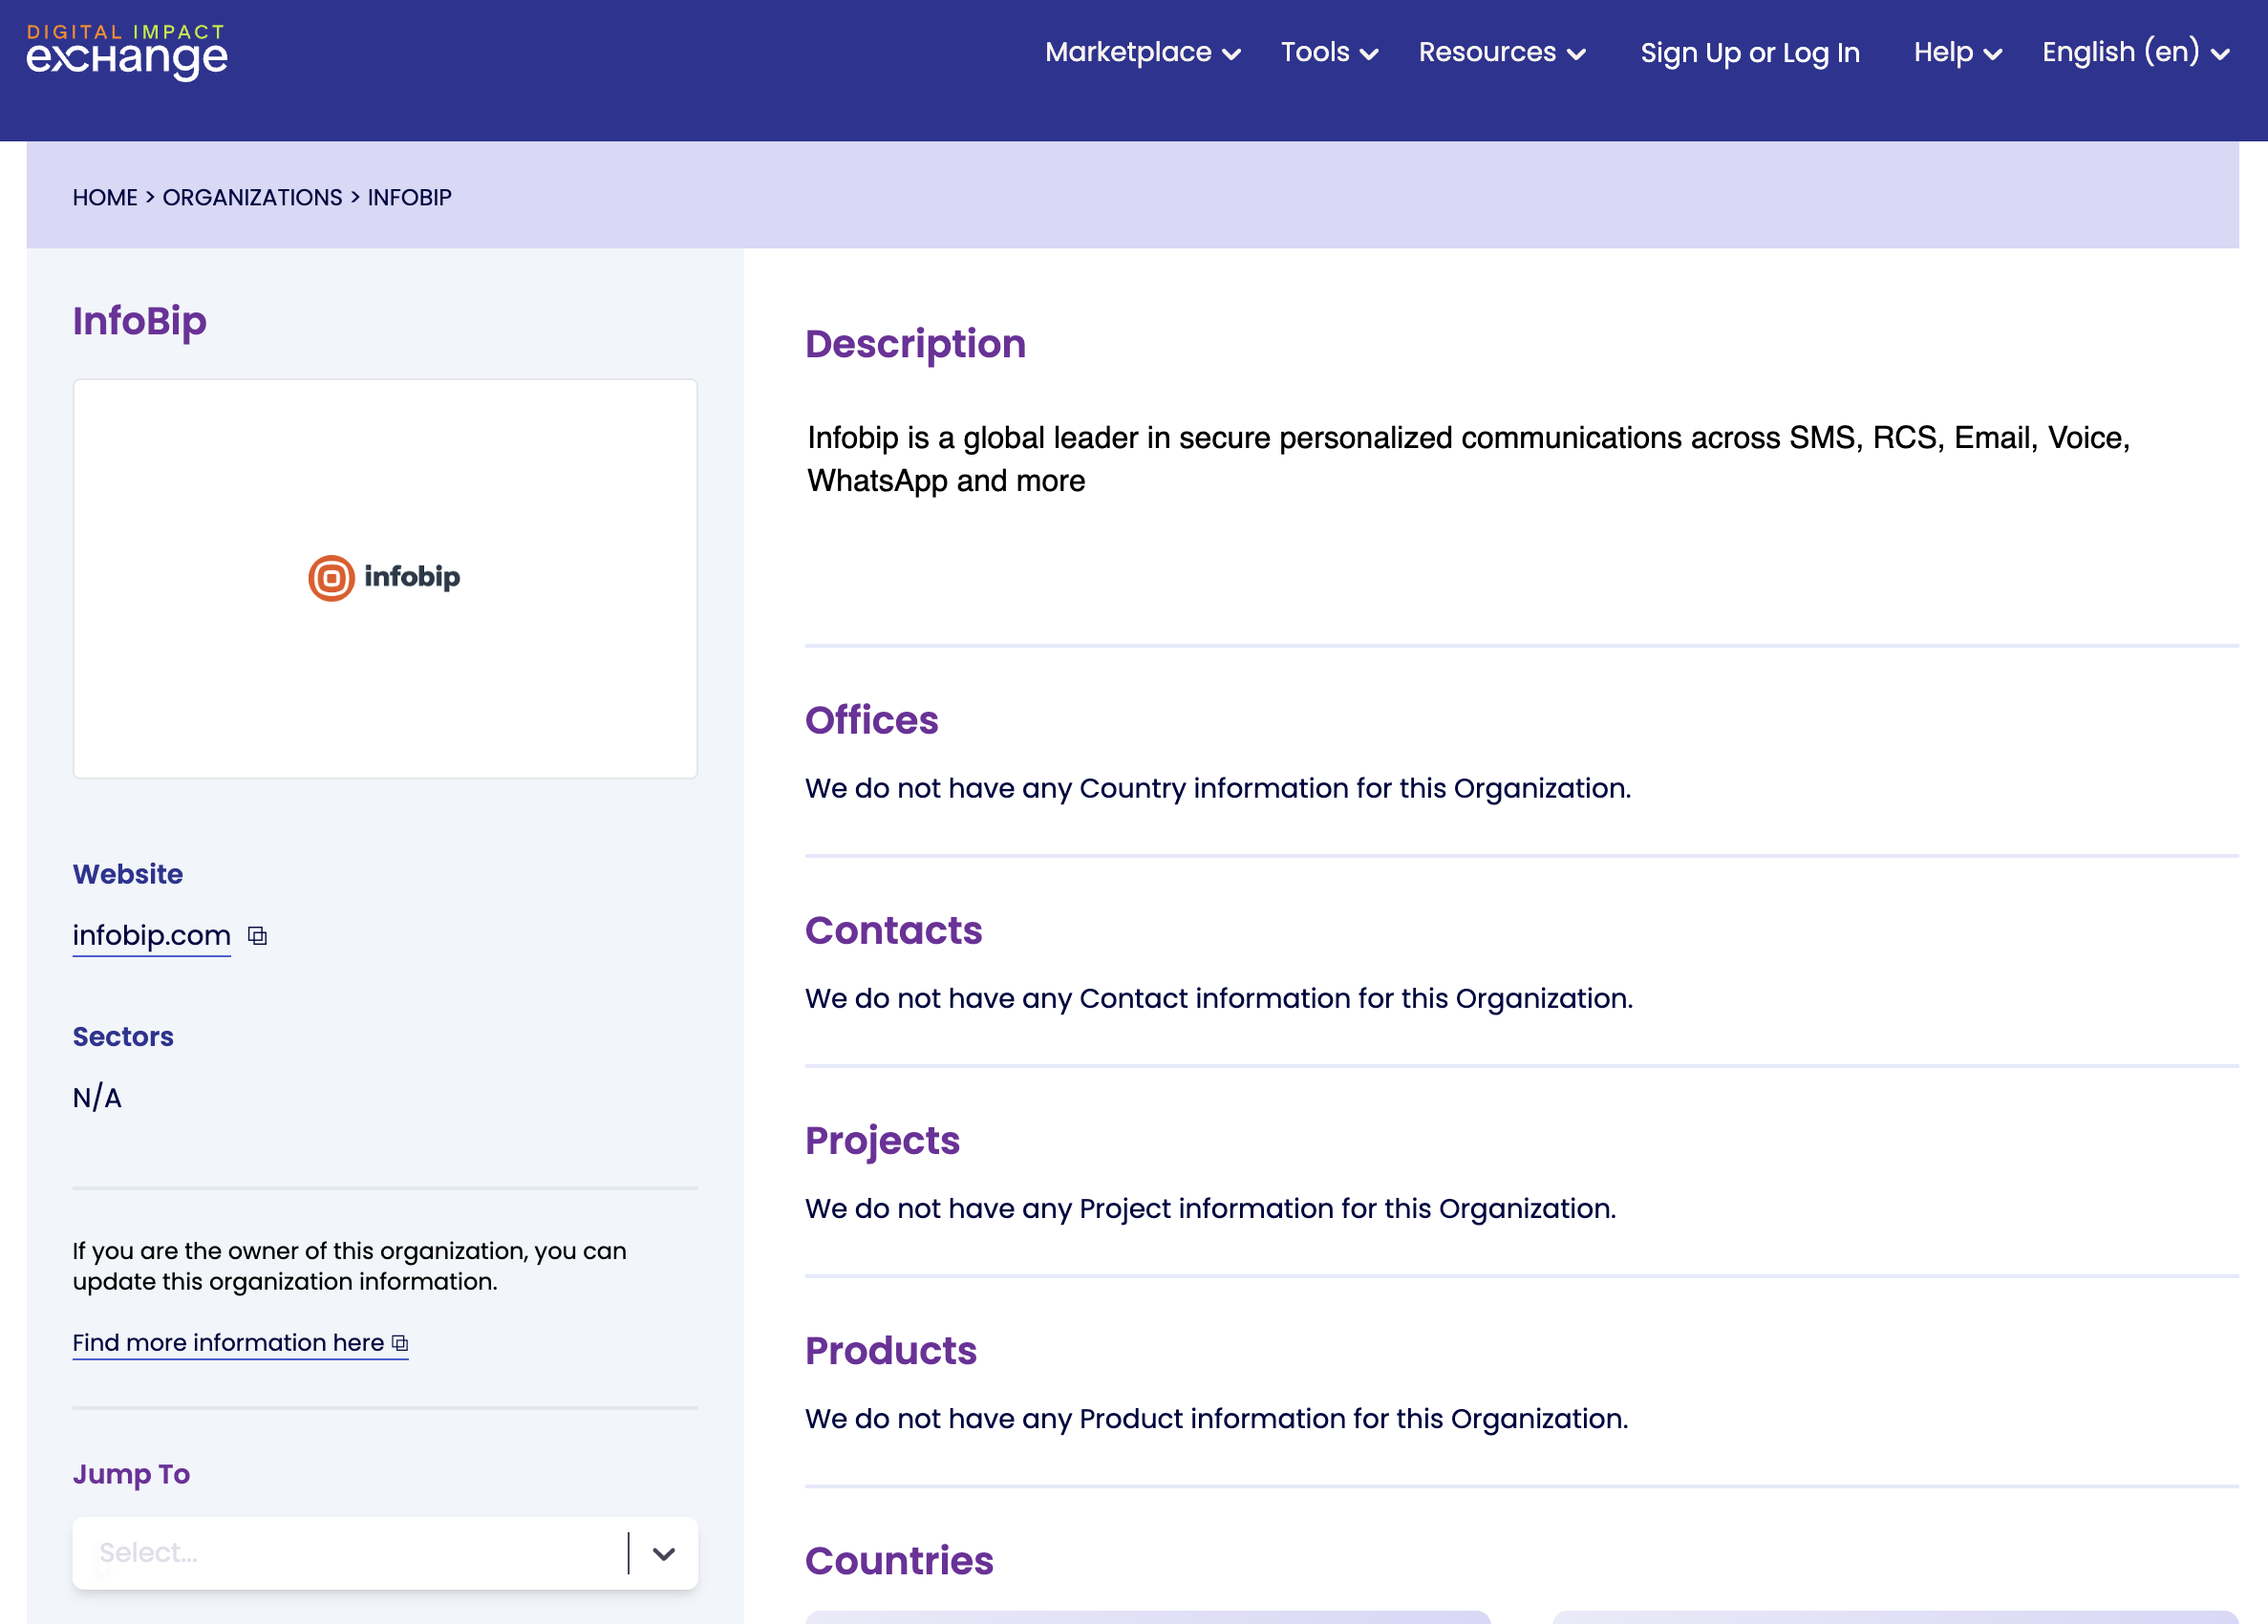 DIGITAL IMPACT
exchange
Marketplace Tools Resources Sign Up or Log In Help English (en)
HOME > ORGANIZATIONS > INFOBIP
InfoBip
infobip
Website
infobip.com
Sectors
N/A
If you are the owner of this organization, you can
update this organization information.
Find more information here
Jump To
Select...
Description
Infobip is a global leader in secure personalized communications across SMS, RCS, Email, Voice,
WhatsApp and more
Offices
We do not have any Country information for this Organization.
Contacts
We do not have any Contact information for this Organization.
Projects
We do not have any Project information for this Organization.
Products
We do not have any Product information for this Organization.
Countries